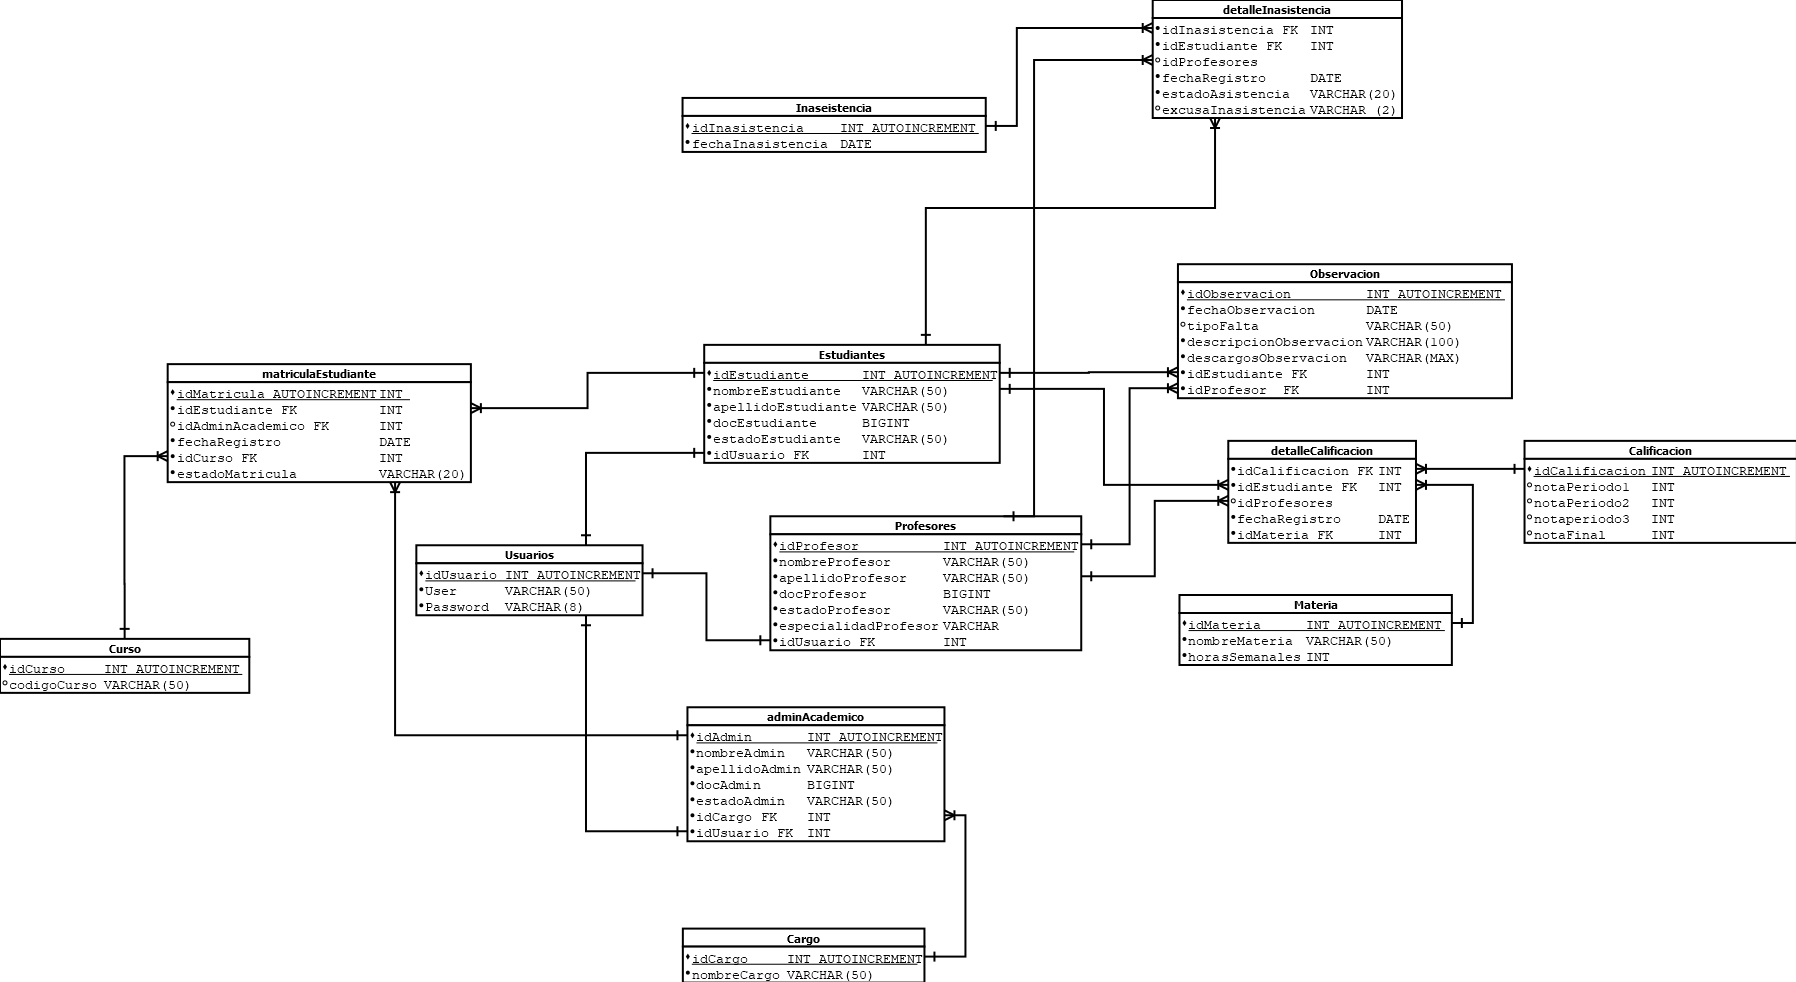 detalleInasistencia
idInasistencia FK INT
idEstudiante FK INT
idProfesores
fechaRegistro DATE
estadoAsistencia VARCHAR(20)
excusaInasistencia VARCHAR (2)
Inaseistencia
idInasistencia INT AUTOINCREMENT
fechaInasistencia DATE
Observacion
idObservacion INT AUTOINCREMENT
fechaObservacion DATE
tipoFalta VARCHAR(50)
descripcionObservacion VARCHAR(100)
descargosObservacion VARCHAR(MAX)
idEstudiante FK INT
idProfesor FK INT
Estudiantes
idEstudiante INT AUTOINCREMENT
nombreEstudiante VARCHAR(50)
apellidoEstudiante VARCHAR(50)
docEstudiante BIGINT
estadoEstudiante VARCHAR(50)
idUsuario FK INT
matriculaEstudiante
idMatricula AUTOINCREMENT INT
idEstudiante FK INT
idAdminAcademico FK INT
fechaRegistro DATE
idCurso FK INT
estadoMatricula VARCHAR(20)
detalleCalificacion
idCalificacion FK INT
idEstudiante FK INT
idProfesores
fechaRegistro DATE
idMateria FK INT
Calificacion
idCalificacion INT AUTOINCREMENT
notaPeriodo1 INT
notaPeriodo2 INT
notaperiodo3 INT
notaFinal INT
Profesores
idProfesor INT AUTOINCREMENT
nombreProfesor VARCHAR(50)
apellidoProfesor VARCHAR(50)
docProfesor BIGINT
estadoProfesor VARCHAR(50)
especialidadProfesor VARCHAR
idUsuario FK INT
Usuarios
idUsuario INT AUTOINCREMENT
User VARCHAR(50)
Password VARCHAR(8)
Materia
idMateria INT AUTOINCREMENT
nombreMateria VARCHAR(50)
horasSemanales INT
Curso
idCurso INT AUTOINCREMENT
codigoCurso VARCHAR(50)
adminAcademico
idAdmin INT AUTOINCREMENT
nombreAdmin VARCHAR(50)
apellidoAdmin VARCHAR(50)
docAdmin BIGINT
estadoAdmin VARCHAR(50)
idCargo FK INT
idUsuario FK INT
Cargo
idCargo INT AUTOINCREMENT
nombreCargo VARCHAR(50)